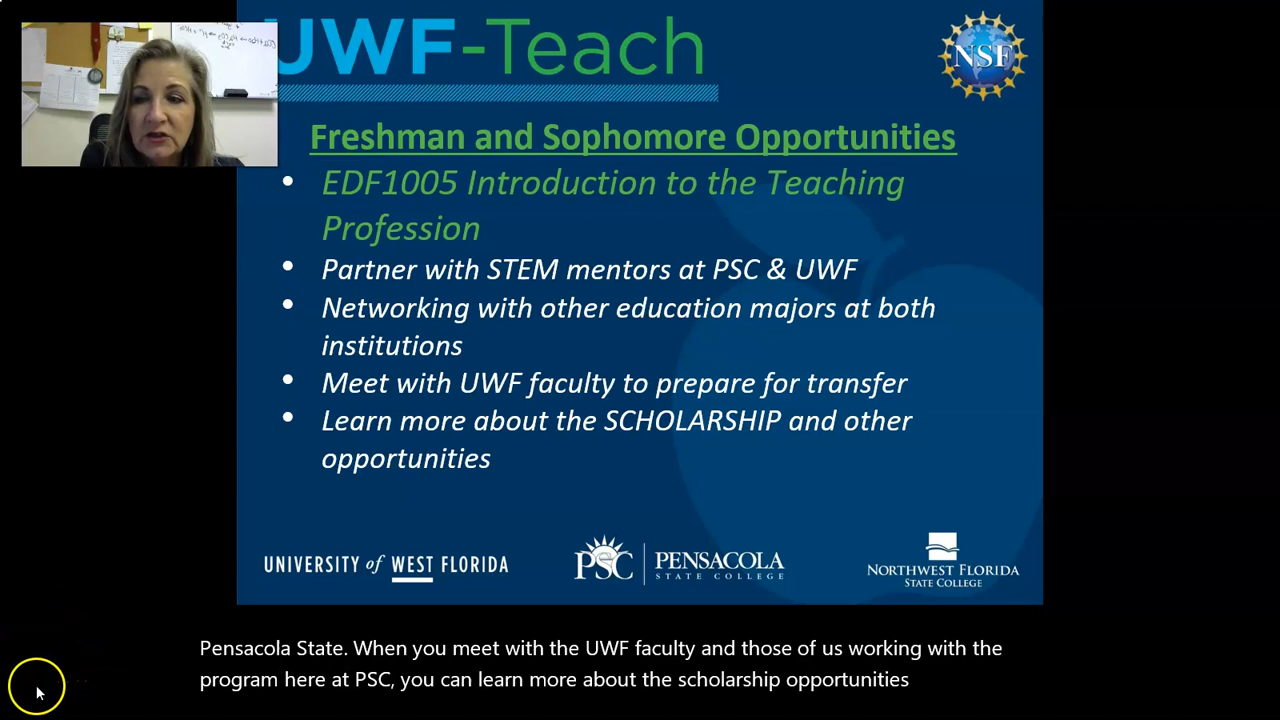 UWF-Teach
NSF
Freshman and Sophomore Opportunities
• EDF1005 Introduction to the Teaching
Profession
• Partner with STEM mentors at PSC & UWF
• Networking with other education majors at both
institutions
• Meet with UWF faculty to prepare for transfer
• Learn more about the SCHOLARSHIP and other
opportunities
UNIVERSITY of WEST FLORIDA
PSC PENSACOLA
STATE COLLEGE
NORTHWEST FLORIDA
STATE COLLEGE
Pensacola State. When you meet with the UWF faculty and those of us working with the
program here at PSC, you can learn more about the scholarship opportunities